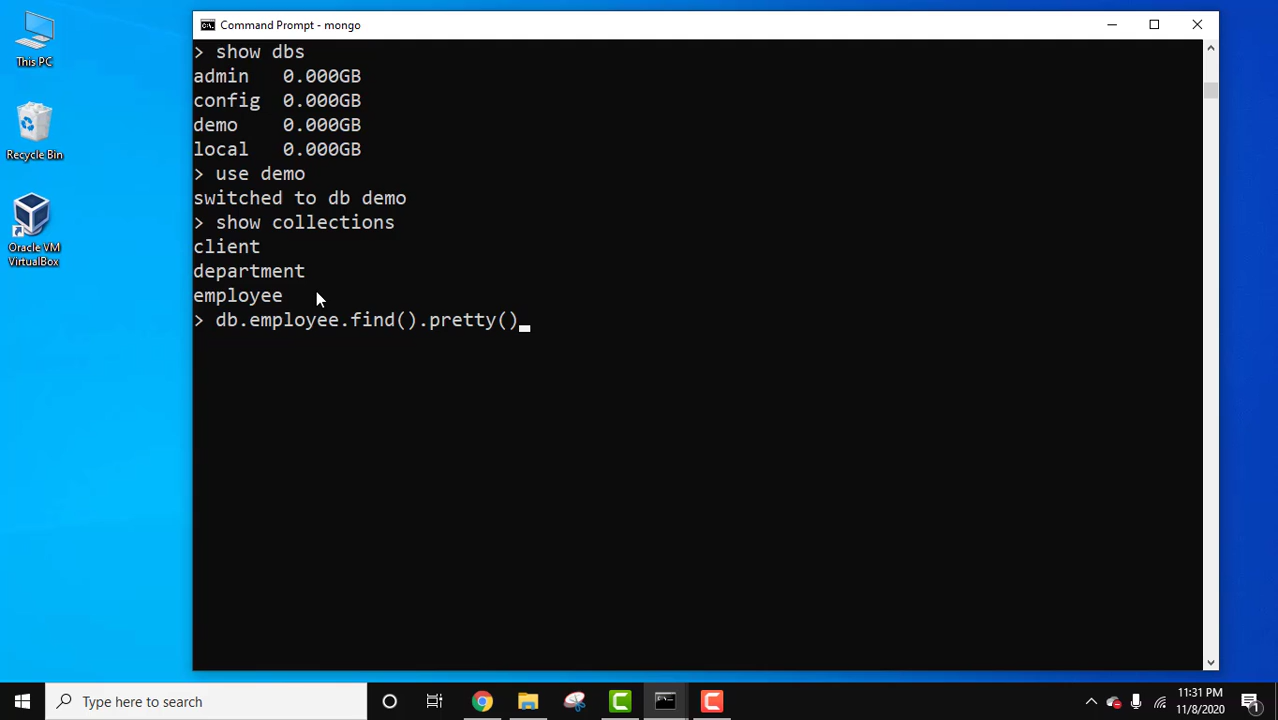 Command Prompt - mongo
> show dbs
admin   0.000GB
config  0.000GB
demo    0.000GB
local   0.000GB
> use demo
switched to db demo
> show collections
client
department
employee
> db.employee.find().pretty()
This PC
Recycle Bin
Oracle VM
VirtualBox
Type here to search
11:31 PM
11/8/2020
1